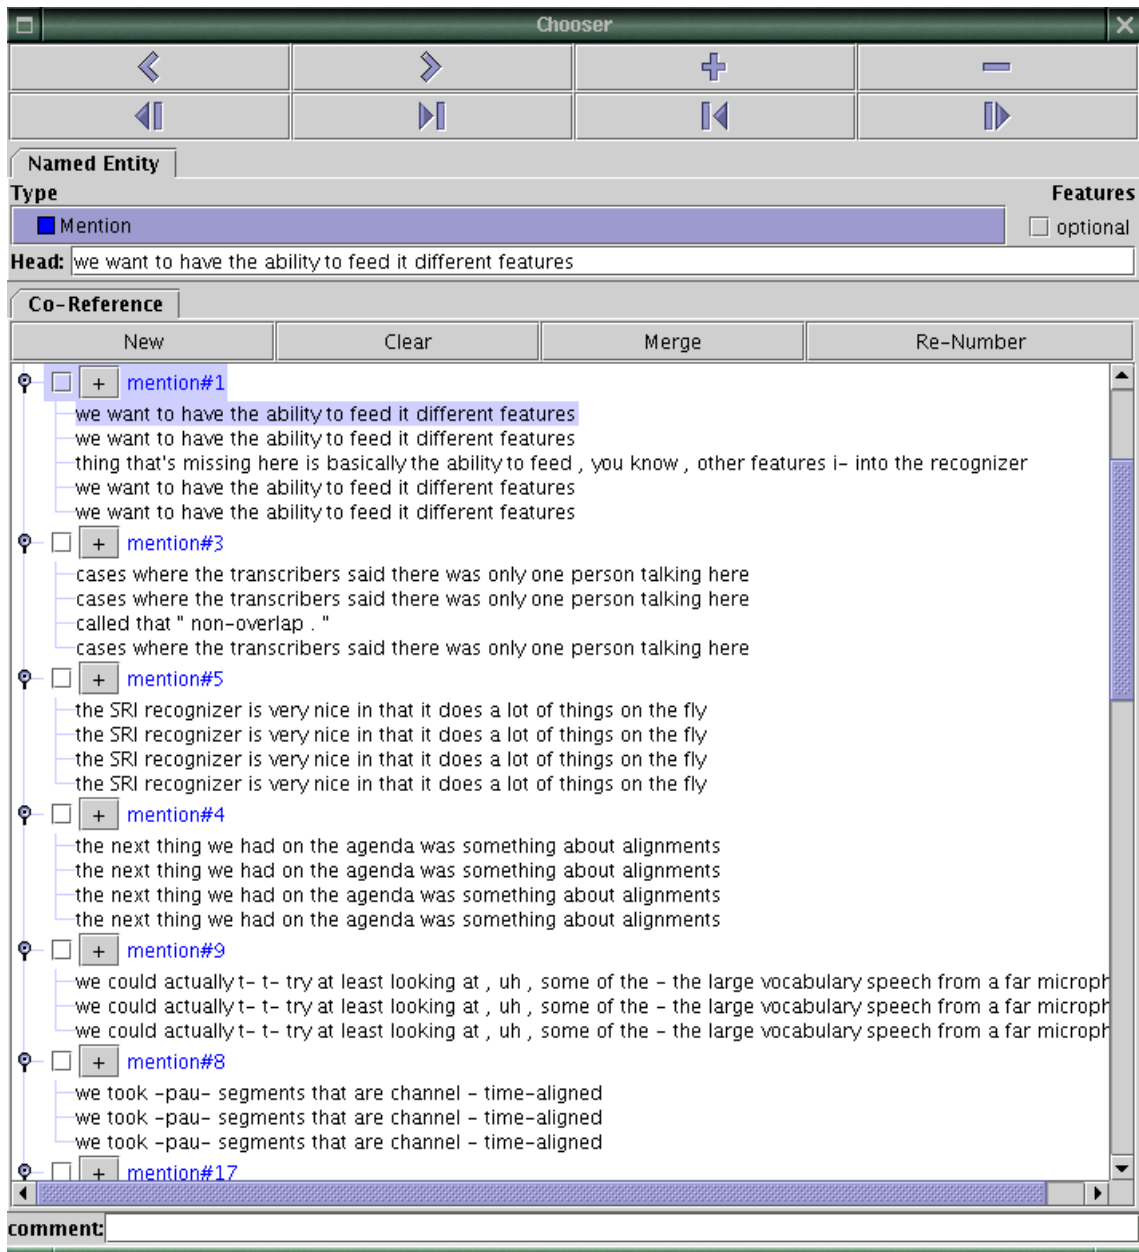 Chooser
Named Entity
Type Features
Mention optional
Head: we want to have the ability to feed it different features
Co-Reference
New Clear Merge Re-Number
+ mention#1
we want to have the ability to feed it different features
we want to have the ability to feed it different features
thing that's missing here is basically the ability to feed , you know , other features i- into the recognizer
we want to have the ability to feed it different features
we want to have the ability to feed it different features
+ mention#3
cases where the transcribers said there was only one person talking here
cases where the transcribers said there was only one person talking here
called that " non-overlap . "
cases where the transcribers said there was only one person talking here
+ mention#5
the SRI recognizer is very nice in that it does a lot of things on the fly
the SRI recognizer is very nice in that it does a lot of things on the fly
the SRI recognizer is very nice in that it does a lot of things on the fly
the SRI recognizer is very nice in that it does a lot of things on the fly
+ mention#4
the next thing we had on the agenda was something about alignments
the next thing we had on the agenda was something about alignments
the next thing we had on the agenda was something about alignments
the next thing we had on the agenda was something about alignments
+ mention#9
we could actually t- t- try at least looking at , uh , some of the - the large vocabulary speech from a far microph
we could actually t- t- try at least looking at , uh , some of the - the large vocabulary speech from a far microph
we could actually t- t- try at least looking at , uh , some of the - the large vocabulary speech from a far microph
+ mention#8
we took -pau- segments that are channel - time-aligned
we took -pau- segments that are channel - time-aligned
we took -pau- segments that are channel - time-aligned
+ mention#17
comment: